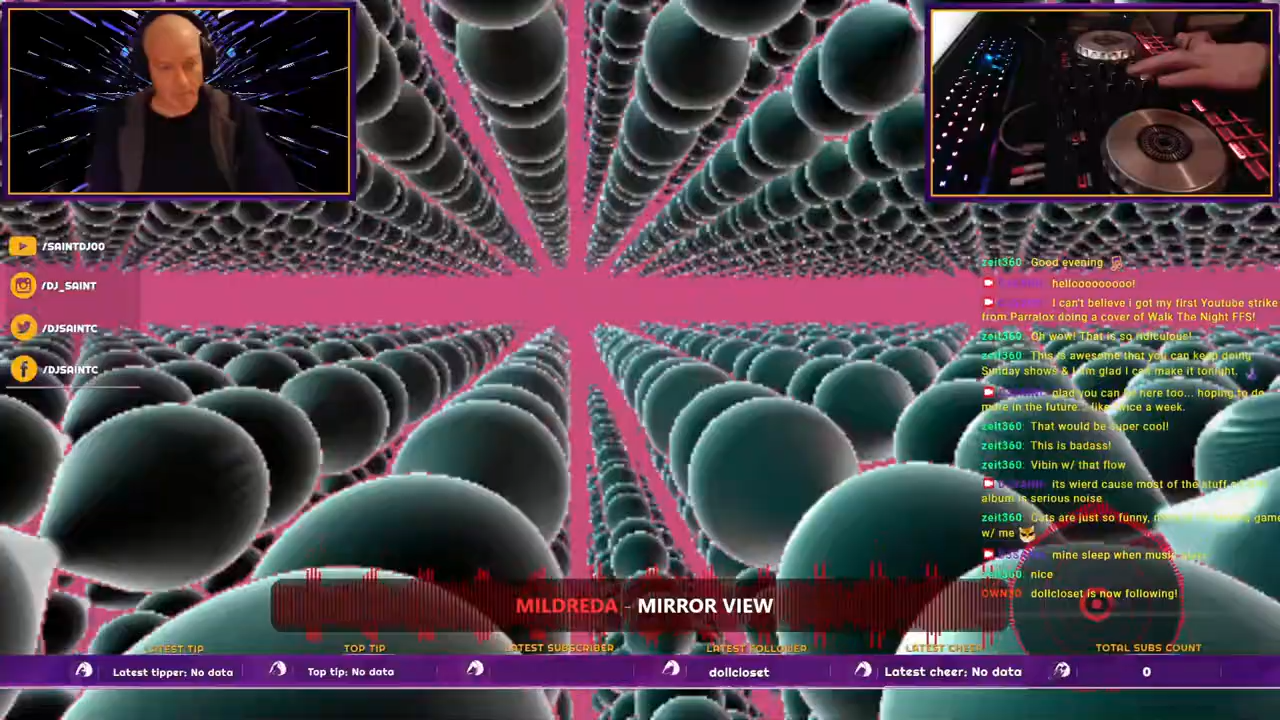 /SAINTDJ00
/DJ_SAINT
/DJSAINTC
/DJSAINTC
zeit360: Good evening
helloooooooo!
I can't believe i got my first Youtube strike
from Parralox doing a cover of Walk The Night FFS!
zeit360: Oh wow! That is so ridiculous!
zeit360: This is awesome that you can keep doing
Sunday shows & I am glad I can make it tonight.
glad you can be here too... hoping to do
more in the future... like twice a week.
zeit360: That would be super cool!
zeit360: This is badass!
zeit360: Vibin w/ that flow
its wierd cause most of the stuff
album is serious noise
zeit360: Cats are just so funny, game
w/ me
mine sleep when music
zeit360: nice
OWN3D dollcloset is now following!
MILDREDA - MIRROR VIEW
LATEST TIP TOP TIP LATEST SUBSCRIBER LATEST FOLLOWER LATEST CHEER TOTAL SUBS COUNT
Latest tipper: No data Top tip: No data dollcloset Latest cheer: No data 0